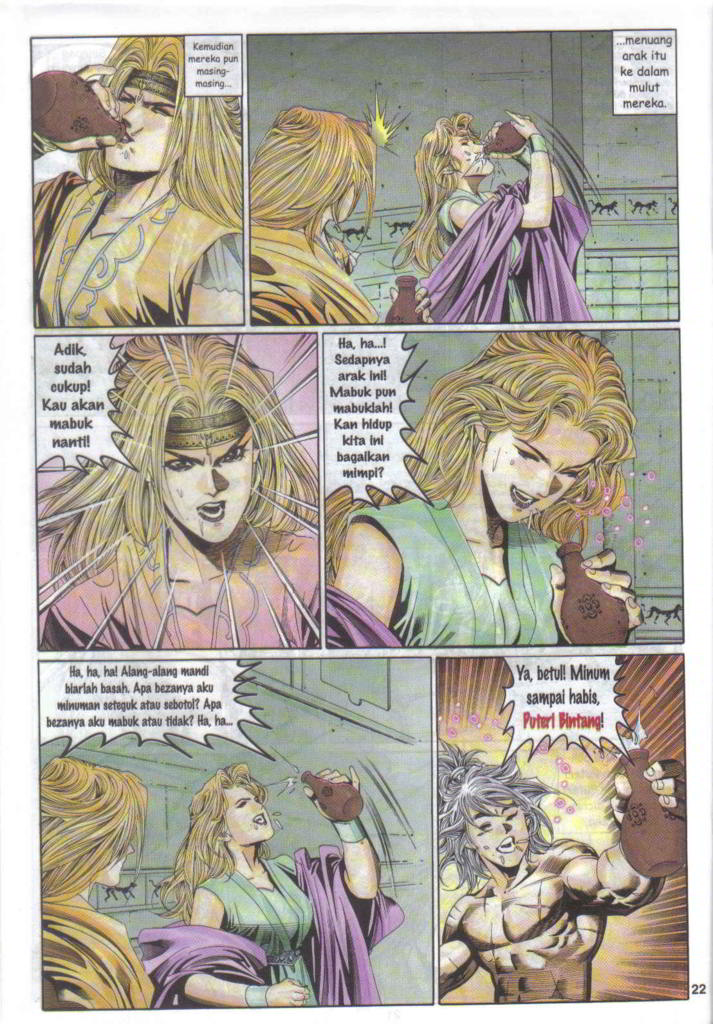 Kemudian
mereka pun
masing-
masing...
...menuang
arak itu
ke dalam
mulut
mereka.
Adik,
sudah
cukup!
Kau akan
mabuk
nanti!
Ha, ha...!
Sedapnya
arak ini!
Mabuk pun
mabuklah!
Kan hidup
kita ini
bagaikan
mimpi?
Ha, ha, ha! Alang-alang mandi
biarlah basah. Apa bezanya aku
minuman seteguk atau sebotol? Apa
bezanya aku mabuk atau tidak? Ha, ha...
Ya, betul! Minum
sampai habis,
Puteri Bintang!
22